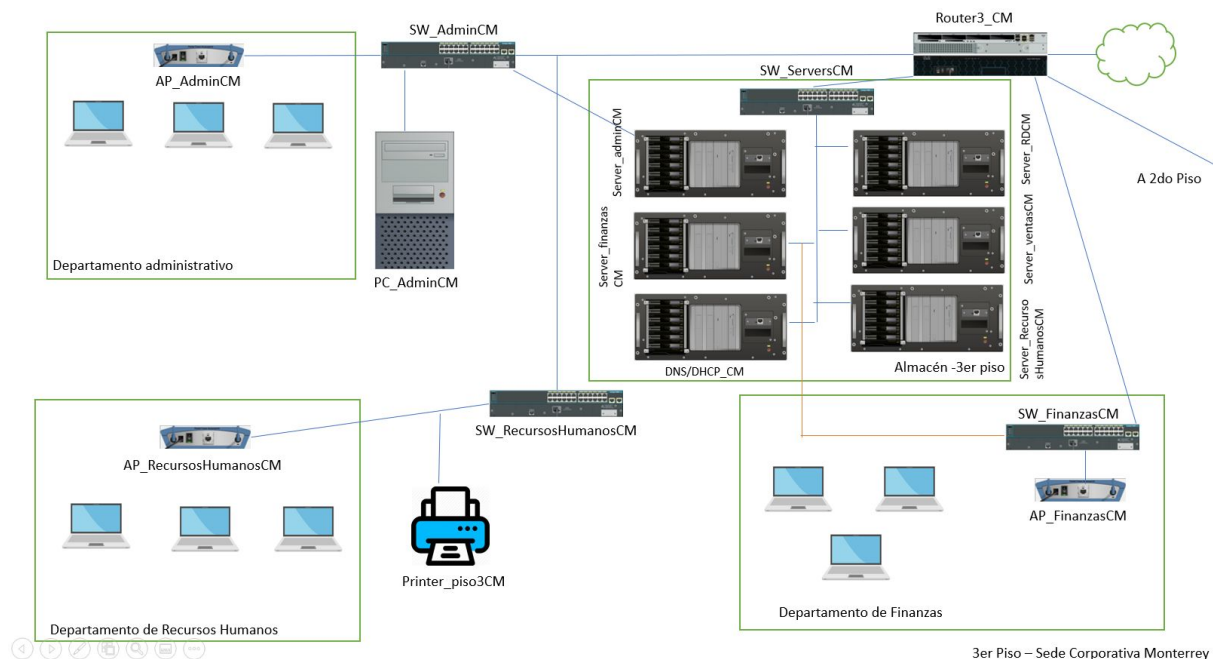 SW_AdminCM
Router3_CM
AP_AdminCM
SW_ServersCM
Server_adminCM
Server_RDCM
A 2do Piso
Server_finanzas
CM
Server_ventasCM
Departamento administrativo
PC_AdminCM
Server_Recurso
sHumanosCM
DNS/DHCP_CM
Almacén -3er piso
SW_RecursosHumanosCM
SW_FinanzasCM
AP_RecursosHumanosCM
AP_FinanzasCM
Printer_piso3CM
Departamento de Finanzas
Departamento de Recursos Humanos
3er Piso – Sede Corporativa Monterrey